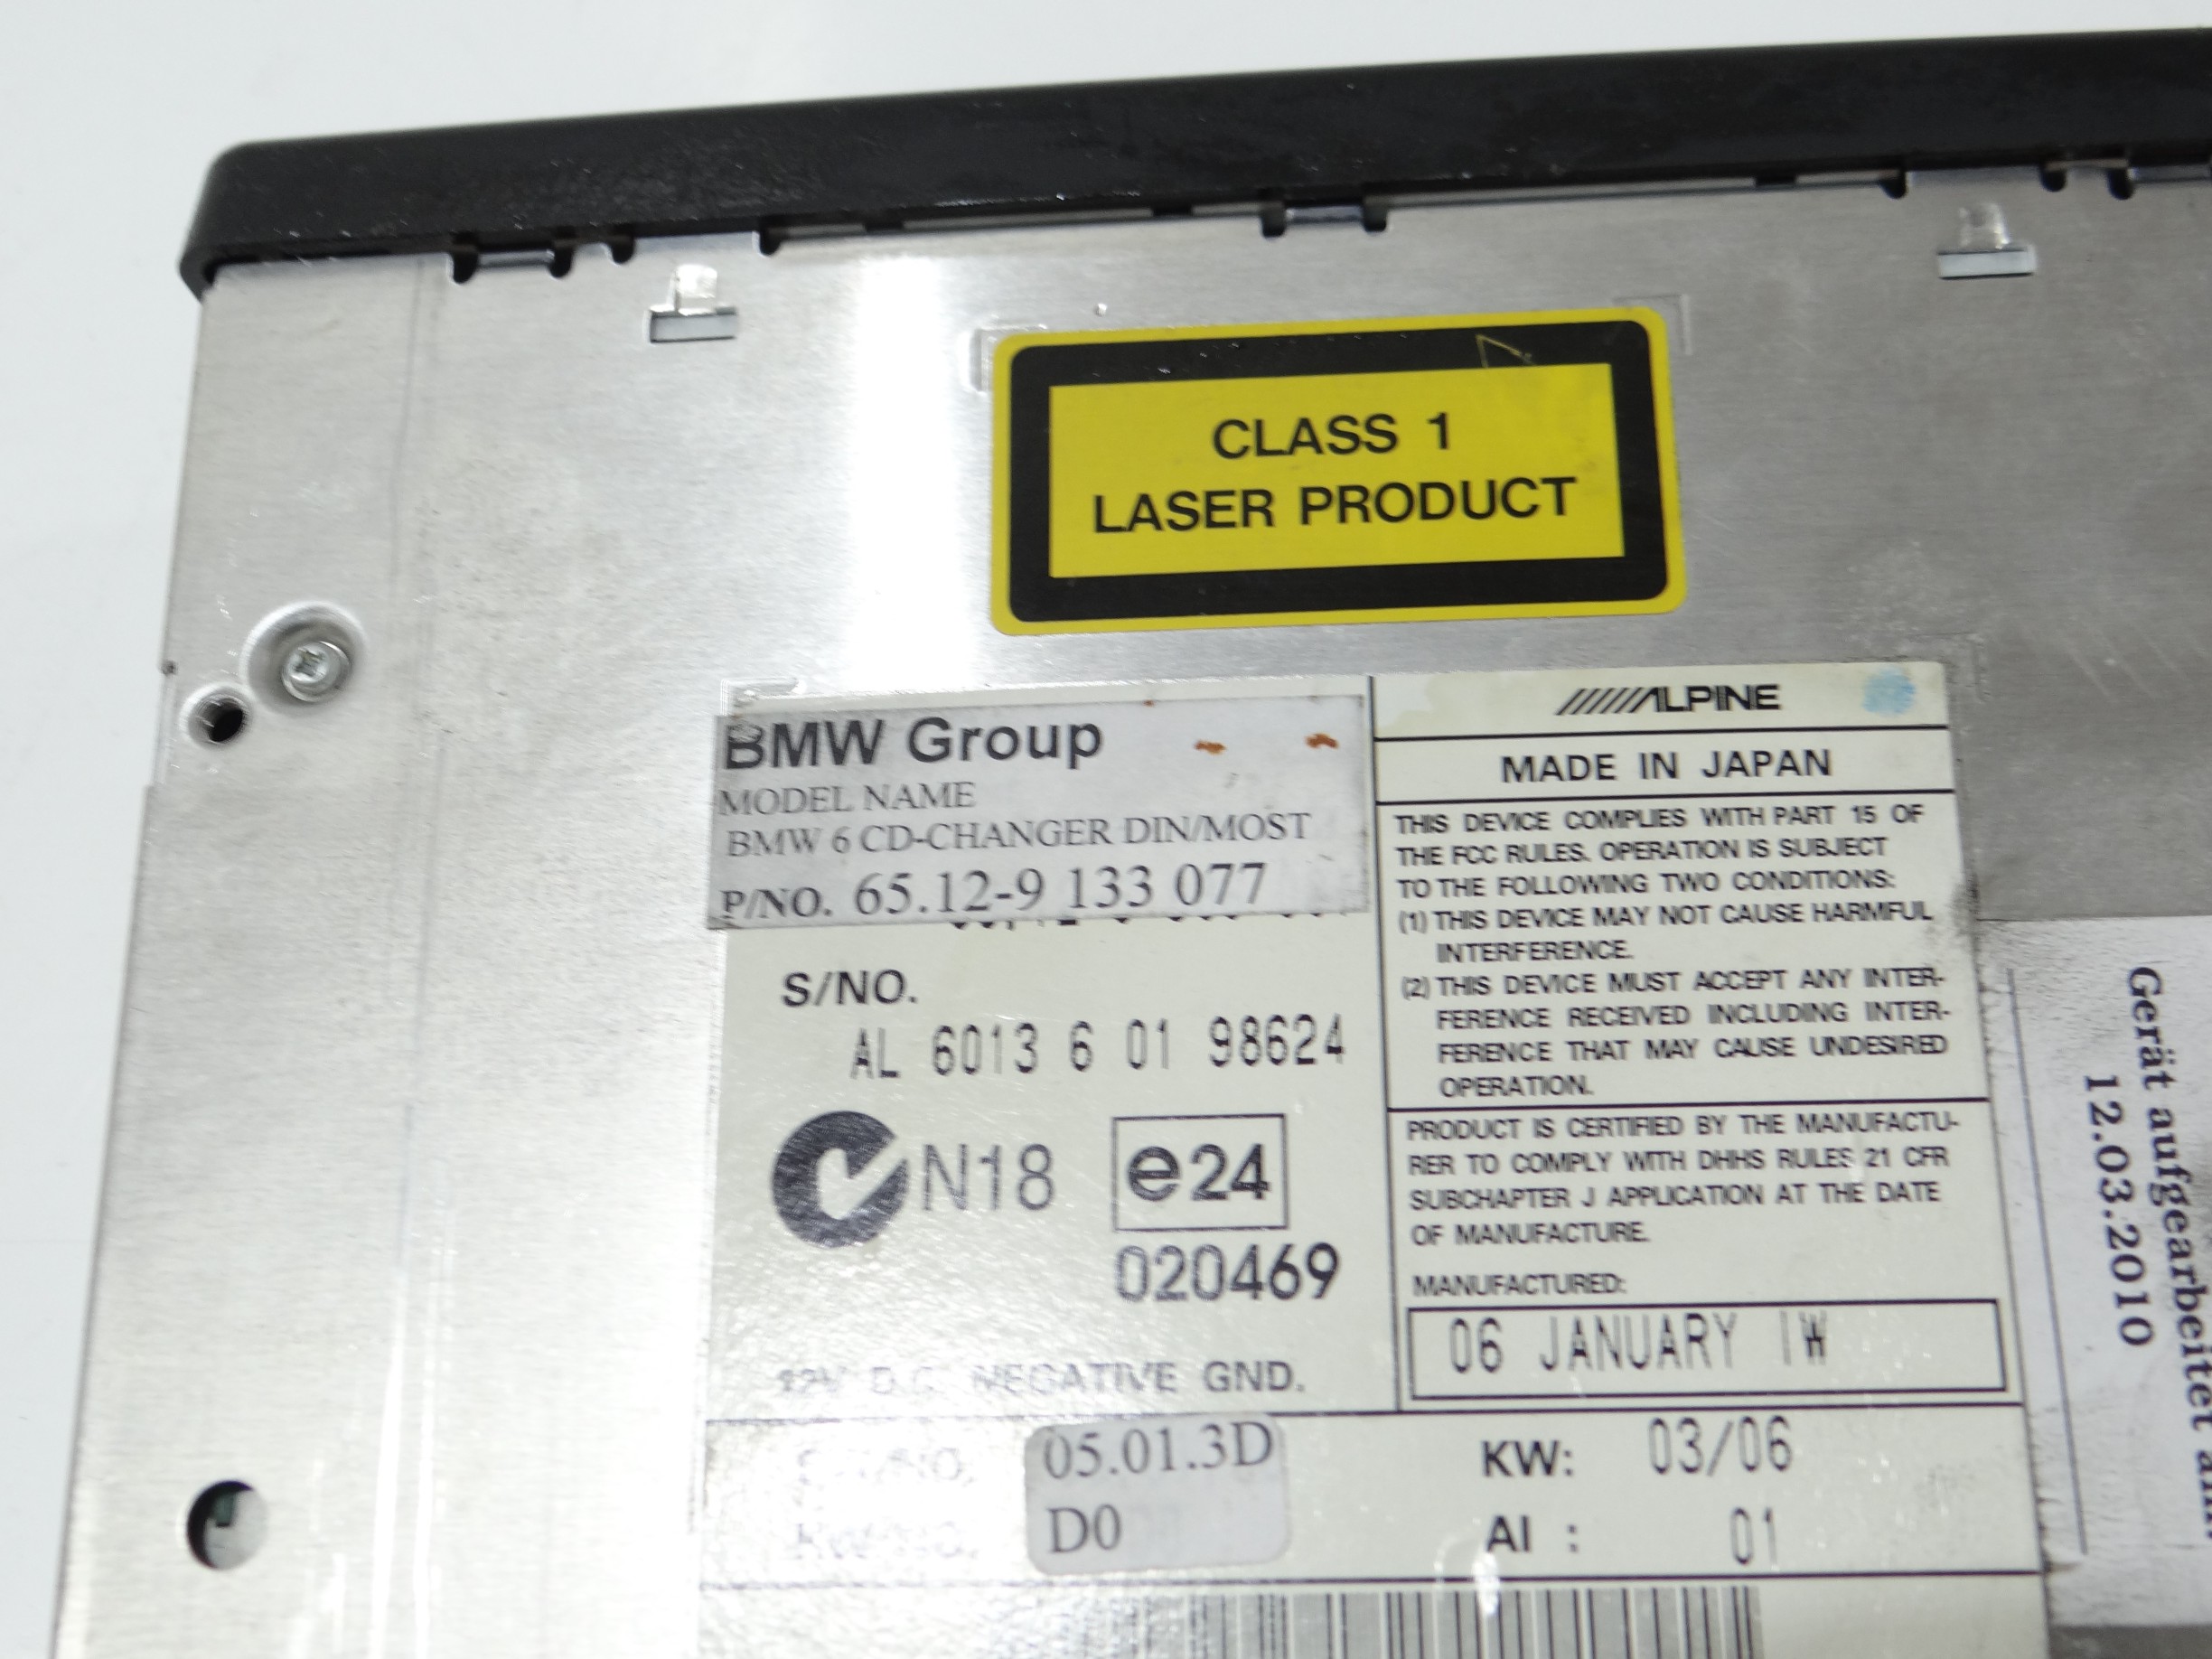 CLASS 1
LASER PRODUCT
BMW Group
MODEL NAME
BMW 6 CD-CHANGER DIN/MOST
P/NO. 65.12-9 133 077
S/NO.
AL 6013 6 01 98624
N18
e24
020469
D.C. NEGATIVE GND.
05.01.3D
D0
ALPINE
MADE IN JAPAN
THIS DEVICE COMPLIES WITH PART 15 OF
THE FCC RULES. OPERATION IS SUBJECT
TO THE FOLLOWING TWO CONDITIONS:
(1) THIS DEVICE MAY NOT CAUSE HARMFUL
INTERFERENCE.
(2) THIS DEVICE MUST ACCEPT ANY INTER-
FERENCE RECEIVED INCLUDING INTER-
FERENCE THAT MAY CAUSE UNDESIRED
OPERATION.
PRODUCT IS CERTIFIED BY THE MANUFACTU-
RER TO COMPLY WITH DHHS RULES 21 CFR
SUBCHAPTER J APPLICATION AT THE DATE
OF MANUFACTURE.
MANUFACTURED:
06 JANUARY 1W
KW: 03/06
AI : 01
Gerät aufgearbeitet am:
12.03.2010